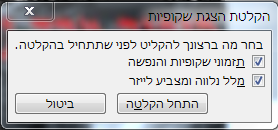 הקלטת הצגת שקופיות
בחר מה ברצונך להקליט לפני שתתחיל בהקלטה.
תזמוני שקופיות והנפשה
מלל נלווה ומצביע לייזר
התחל הקלטה
ביטול